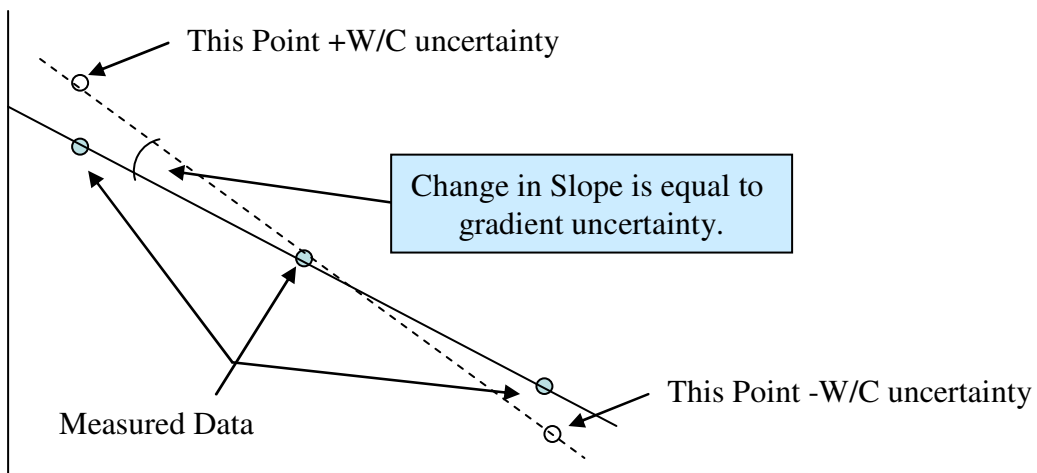 This Point +W/C uncertainty
Change in Slope is equal to
gradient uncertainty.
This Point -W/C uncertainty
Measured Data